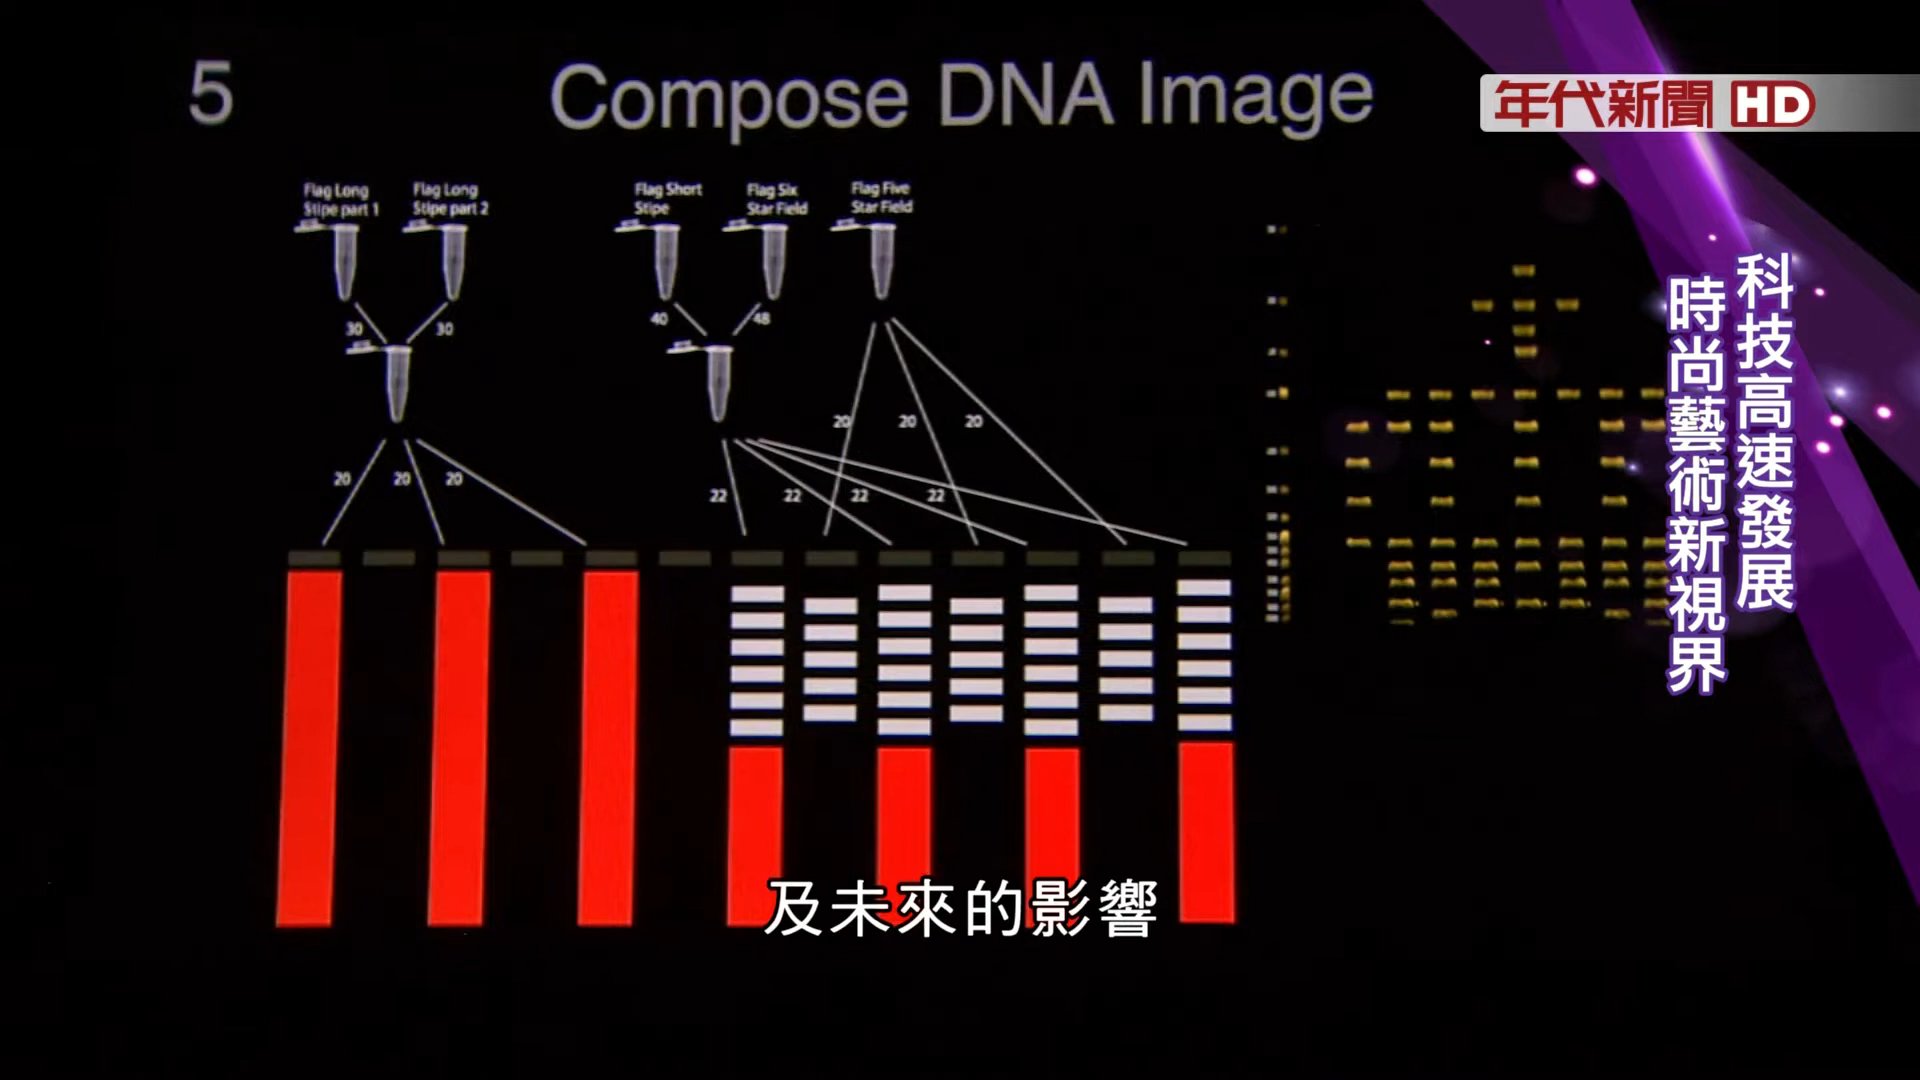 5
Compose DNA Image
年代新聞 HD
Flag Long
Stipe part 1
Flag Long
Stipe part 2
Flag Short
Stipe
Flag Six
Star Field
Flag Five
Star Field
30
30
40
48
20
20
20
20
20
20
22
22
22
22
科技高速發展
時尚藝術新視界
及未來的影響